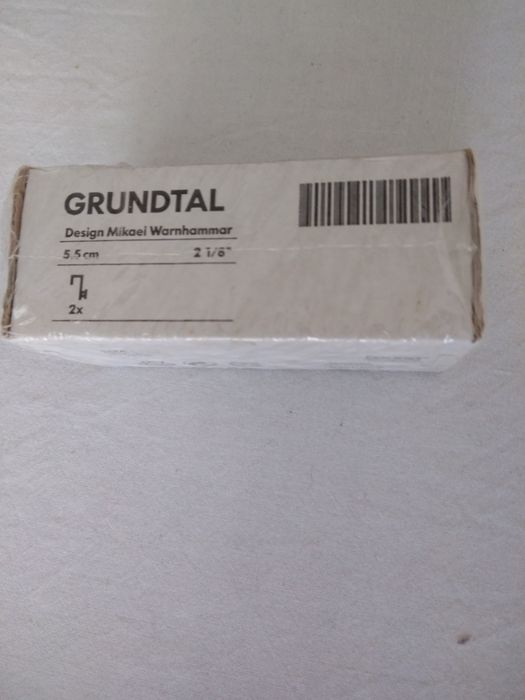 GRUNDTAL
Design Mikael Warnhammar
5.5 cm 2 1/8"
2x